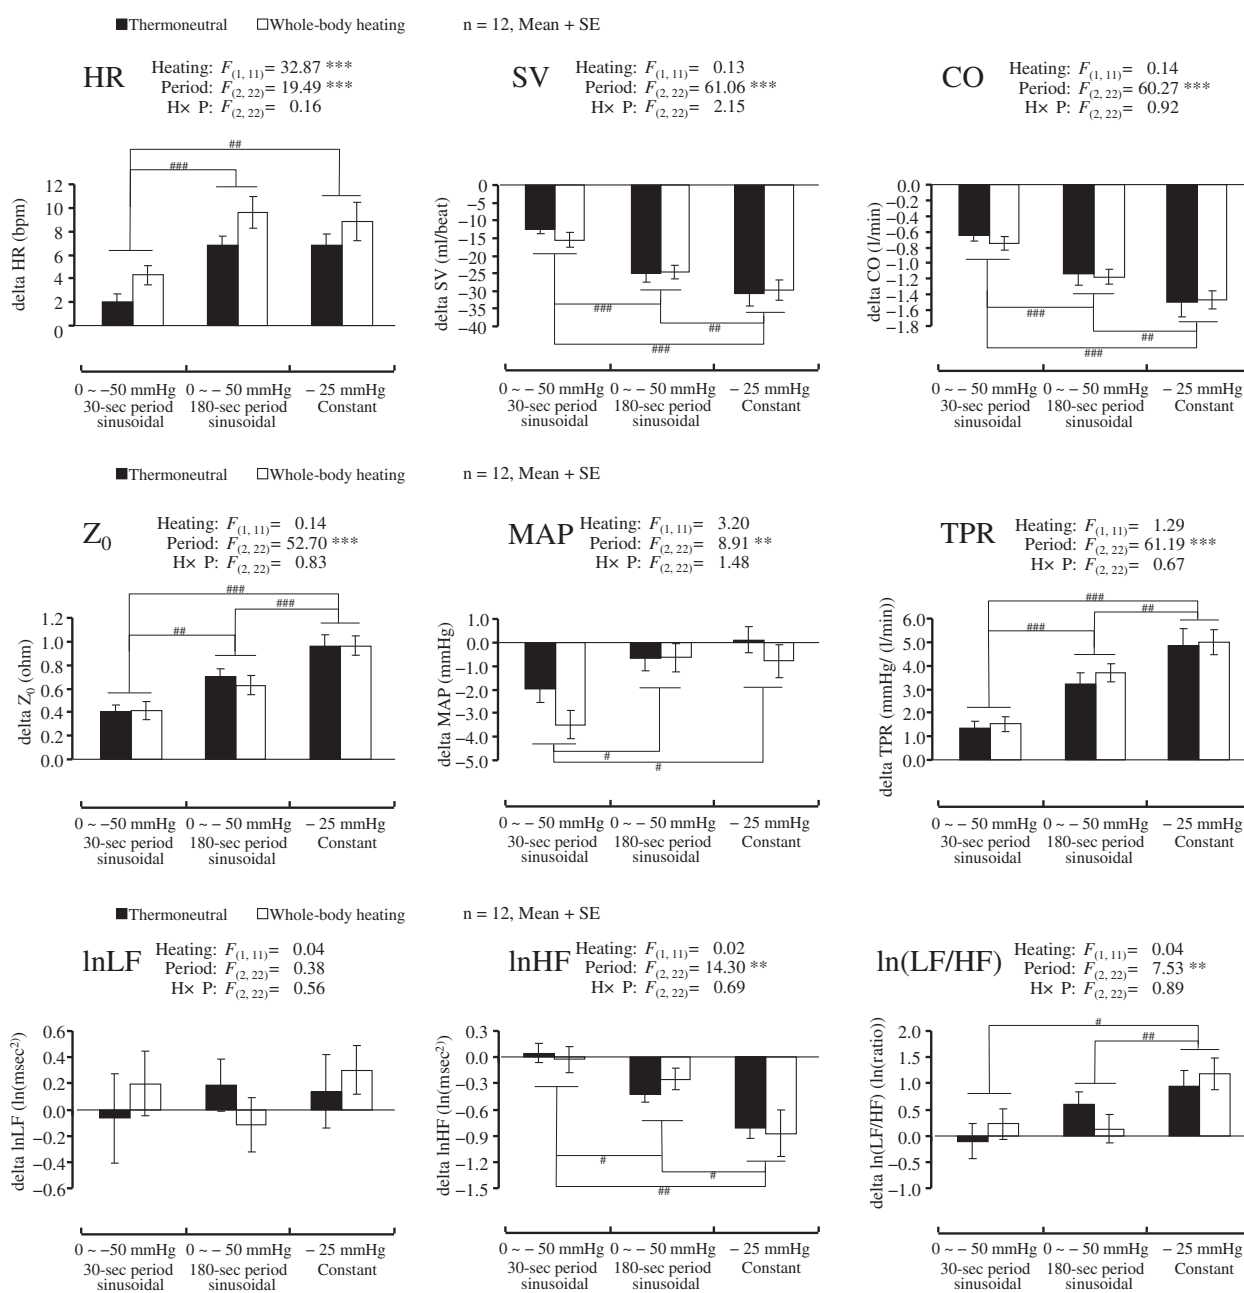 ■Thermoneutral □Whole-body heating n = 12, Mean + SE
HR
Heating: F(1, 11)= 32.87 ***
Period: F(2, 22)= 19.49 ***
H× P: F(2, 22)= 0.16
##
###
12
10
8
6
4
2
0
delta HR (bpm)
0 ~ −50 mmHg 0 ~ − 50 mmHg − 25 mmHg
30-sec period 180-sec period Constant
sinusoidal sinusoidal
SV
Heating: F(1, 11)= 0.13
Period: F(2, 22)= 61.06 ***
H× P: F(2, 22)= 2.15
0
−5
−10
−15
−20
−25
−30
−35
−40
delta SV (ml/beat)
###
##
###
0 ~ −50 mmHg 0 ~ − 50 mmHg − 25 mmHg
30-sec period 180-sec period Constant
sinusoidal sinusoidal
CO
Heating: F(1, 11)= 0.14
Period: F(2, 22)= 60.27 ***
H× P: F(2, 22)= 0.92
0.0
−0.2
−0.4
−0.6
−0.8
−1.0
−1.2
−1.4
−1.6
−1.8
delta CO (l/min)
###
##
###
0 ~ −50 mmHg 0 ~ − 50 mmHg − 25 mmHg
30-sec period 180-sec period Constant
sinusoidal sinusoidal
■Thermoneutral □Whole-body heating n = 12, Mean + SE
Z0
Heating: F(1, 11)= 0.14
Period: F(2, 22)= 52.70 ***
H× P: F(2, 22)= 0.83
###
###
##
1.2
1.0
0.8
0.6
0.4
0.2
0.0
delta Z0 (ohm)
0 ~ −50 mmHg 0 ~ − 50 mmHg − 25 mmHg
30-sec period 180-sec period Constant
sinusoidal sinusoidal
MAP
Heating: F(1, 11)= 3.20
Period: F(2, 22)= 8.91 **
H× P: F(2, 22)= 1.48
1.0
0.0
−1.0
−2.0
−3.0
−4.0
−5.0
delta MAP (mmHg)
#
#
0 ~ −50 mmHg 0 ~ − 50 mmHg − 25 mmHg
30-sec period 180-sec period Constant
sinusoidal sinusoidal
TPR
Heating: F(1, 11)= 1.29
Period: F(2, 22)= 61.19 ***
H× P: F(2, 22)= 0.67
###
##
###
6.0
5.0
4.0
3.0
2.0
1.0
0.0
delta TPR (mmHg/ (l/min))
0 ~ −50 mmHg 0 ~ − 50 mmHg − 25 mmHg
30-sec period 180-sec period Constant
sinusoidal sinusoidal
■Thermoneutral □Whole-body heating n = 12, Mean + SE
lnLF
Heating: F(1, 11)= 0.04
Period: F(2, 22)= 0.38
H× P: F(2, 22)= 0.56
0.6
0.4
0.2
0.0
−0.2
−0.4
−0.6
delta lnLF (ln(msec²)
0 ~ −50 mmHg 0 ~ − 50 mmHg − 25 mmHg
30-sec period 180-sec period Constant
sinusoidal sinusoidal
lnHF
Heating: F(1, 11)= 0.02
Period: F(2, 22)= 14.30 **
H× P: F(2, 22)= 0.69
0.3
0.0
−0.3
−0.6
−0.9
−1.2
−1.5
delta lnHF (ln(msec²)
#
#
##
0 ~ −50 mmHg 0 ~ − 50 mmHg − 25 mmHg
30-sec period 180-sec period Constant
sinusoidal sinusoidal
ln(LF/HF)
Heating: F(1, 11)= 0.04
Period: F(2, 22)= 7.53 **
H× P: F(2, 22)= 0.89
#
##
2.0
1.5
1.0
0.5
0.0
−0.5
−1.0
delta ln(LF/HF) (ln(ratio))
0 ~ −50 mmHg 0 ~ − 50 mmHg − 25 mmHg
30-sec period 180-sec period Constant
sinusoidal sinusoidal